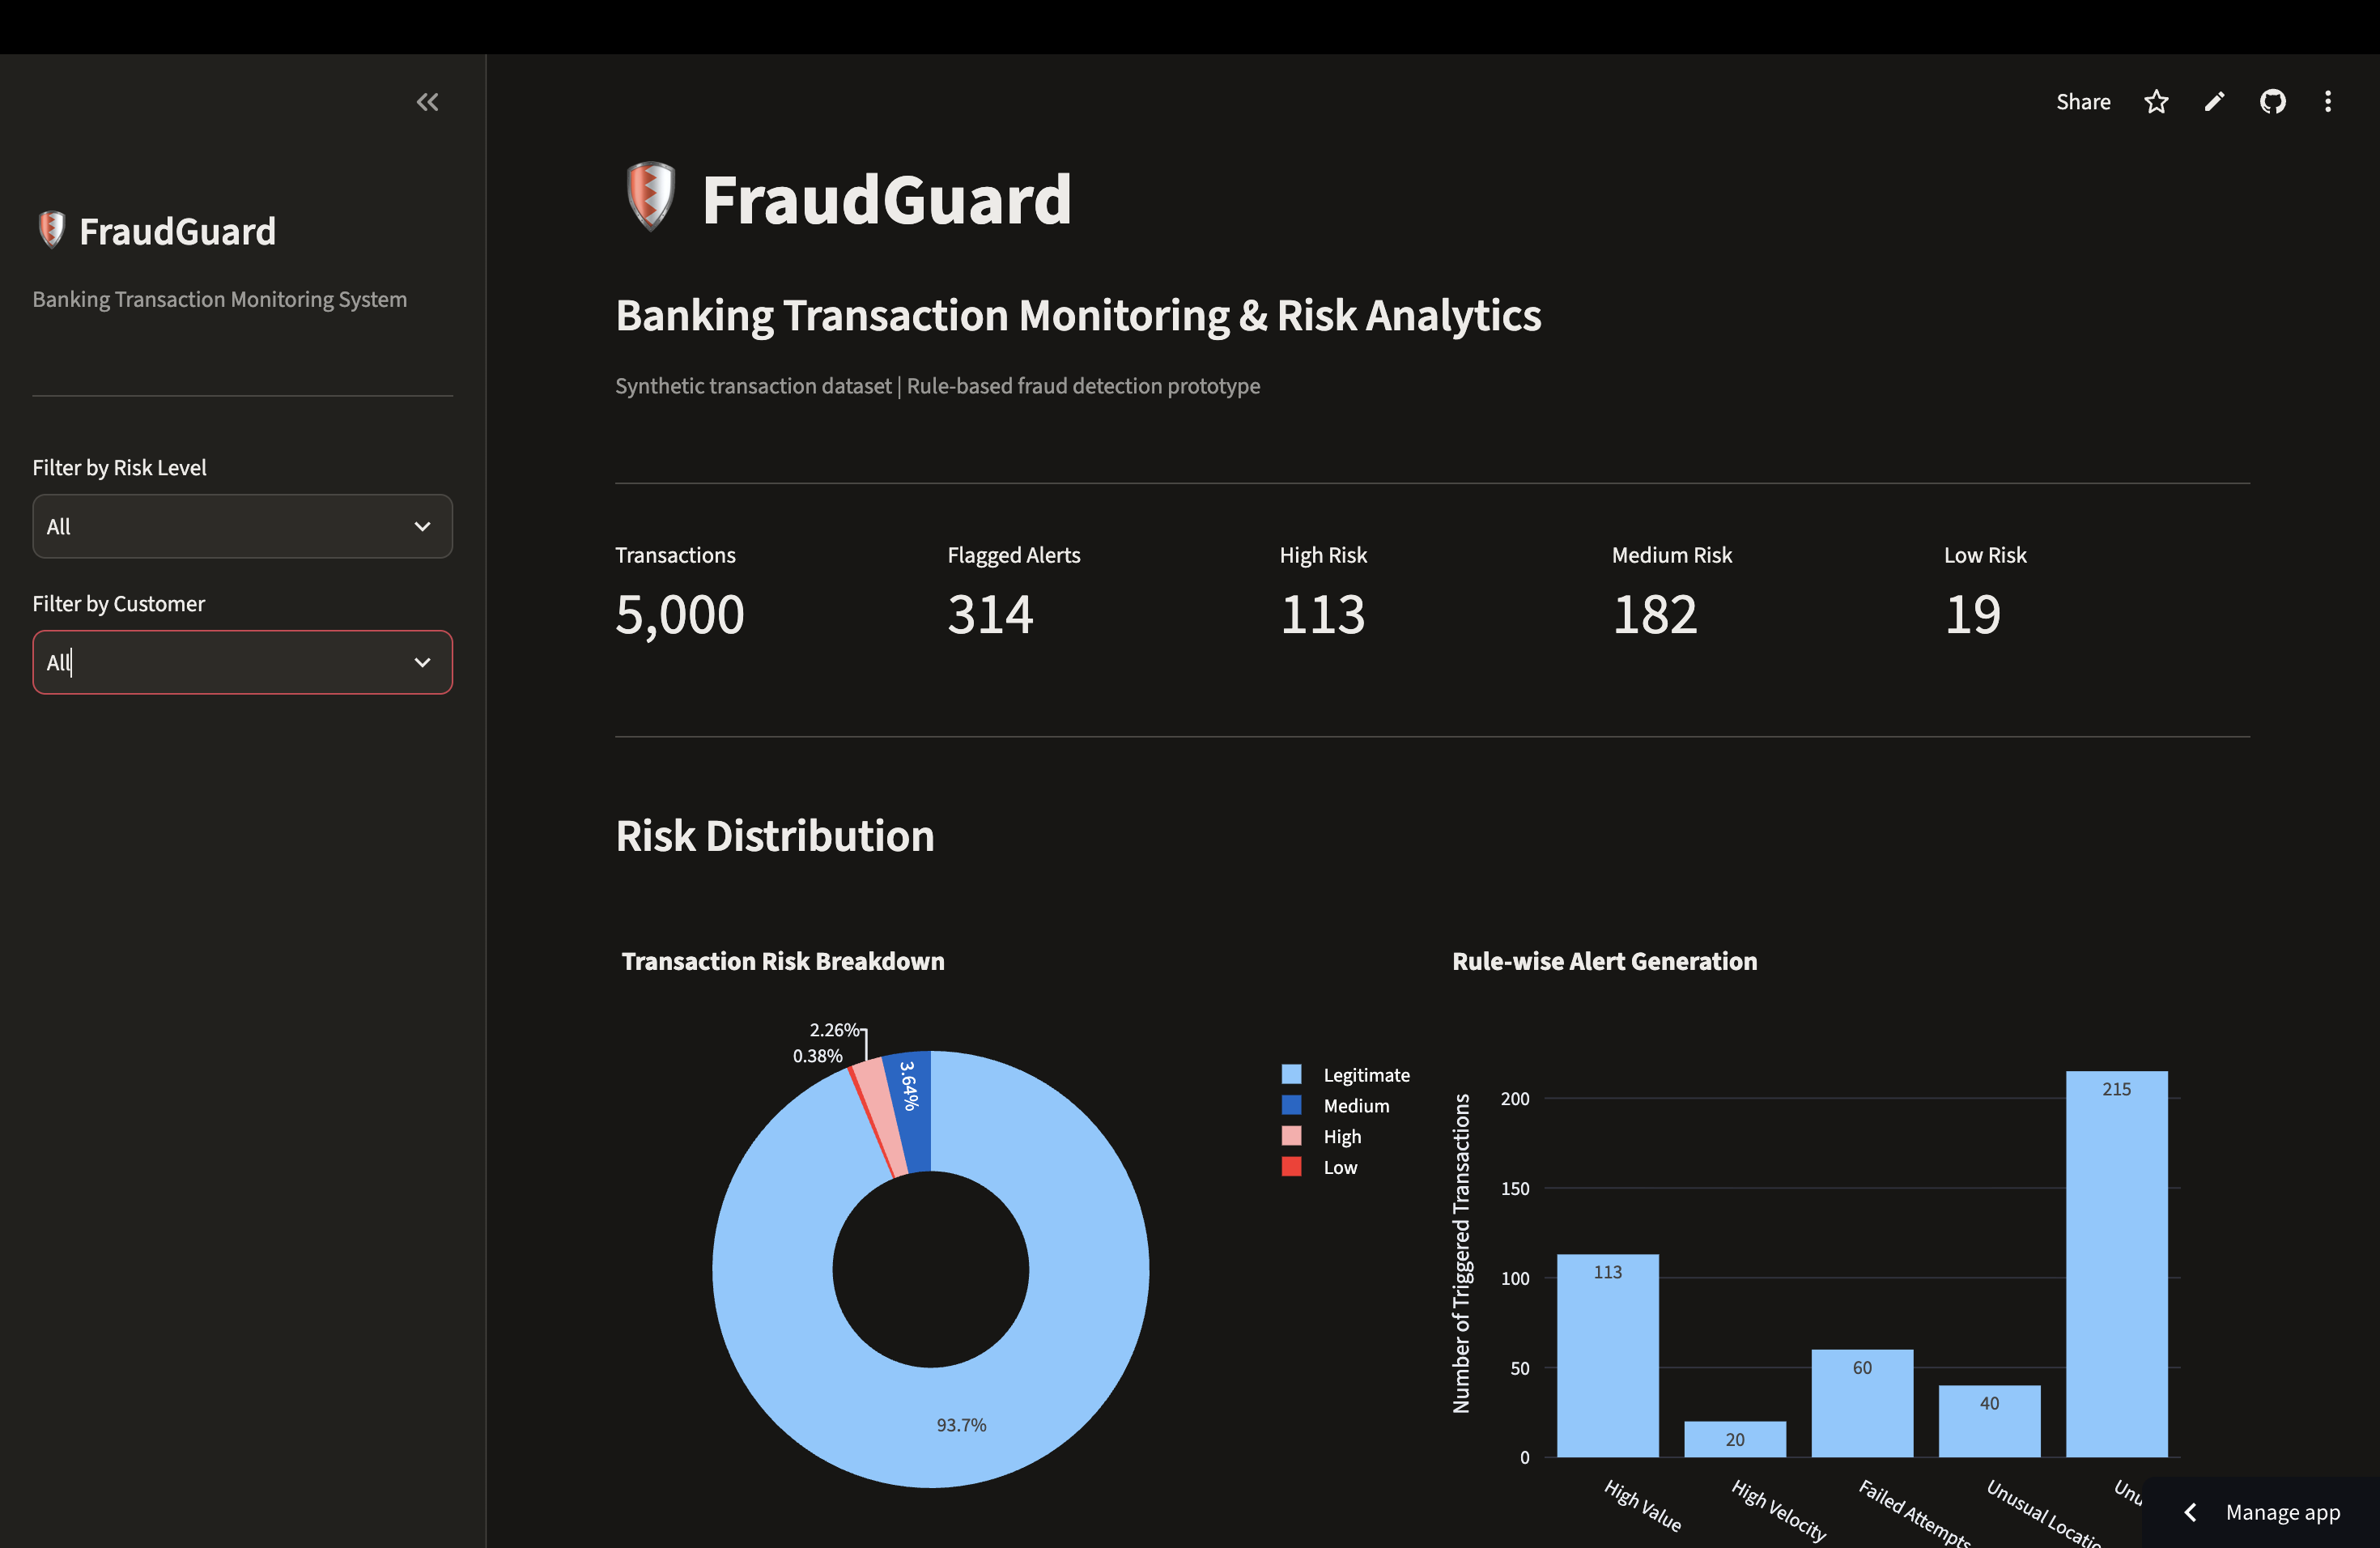 Share
FraudGuard
Banking Transaction Monitoring System
Filter by Risk Level
All
Filter by Customer
All
FraudGuard
Banking Transaction Monitoring & Risk Analytics
Synthetic transaction dataset | Rule-based fraud detection prototype
Transactions
5,000
Flagged Alerts
314
High Risk
113
Medium Risk
182
Low Risk
19
Risk Distribution
Transaction Risk Breakdown
2.26%
0.38%
3.64%
93.7%
Legitimate
Medium
High
Low
Rule-wise Alert Generation
Number of Triggered Transactions
200
150
100
50
0
113
20
60
40
215
High Value
High Velocity
Failed Attempts
Unusual
Manage app